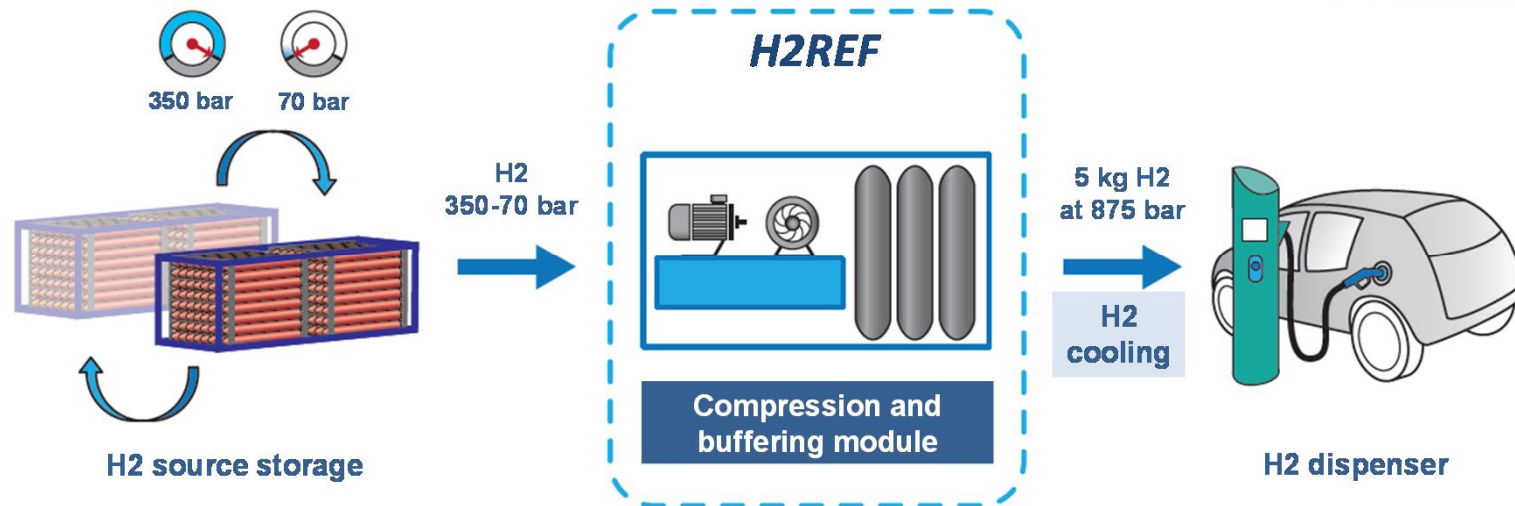 350 bar
70 bar
H2 source storage
H2
350-70 bar
H2REF
Compression and
buffering module
5 kg H2
at 875 bar
H2
cooling
H2 dispenser